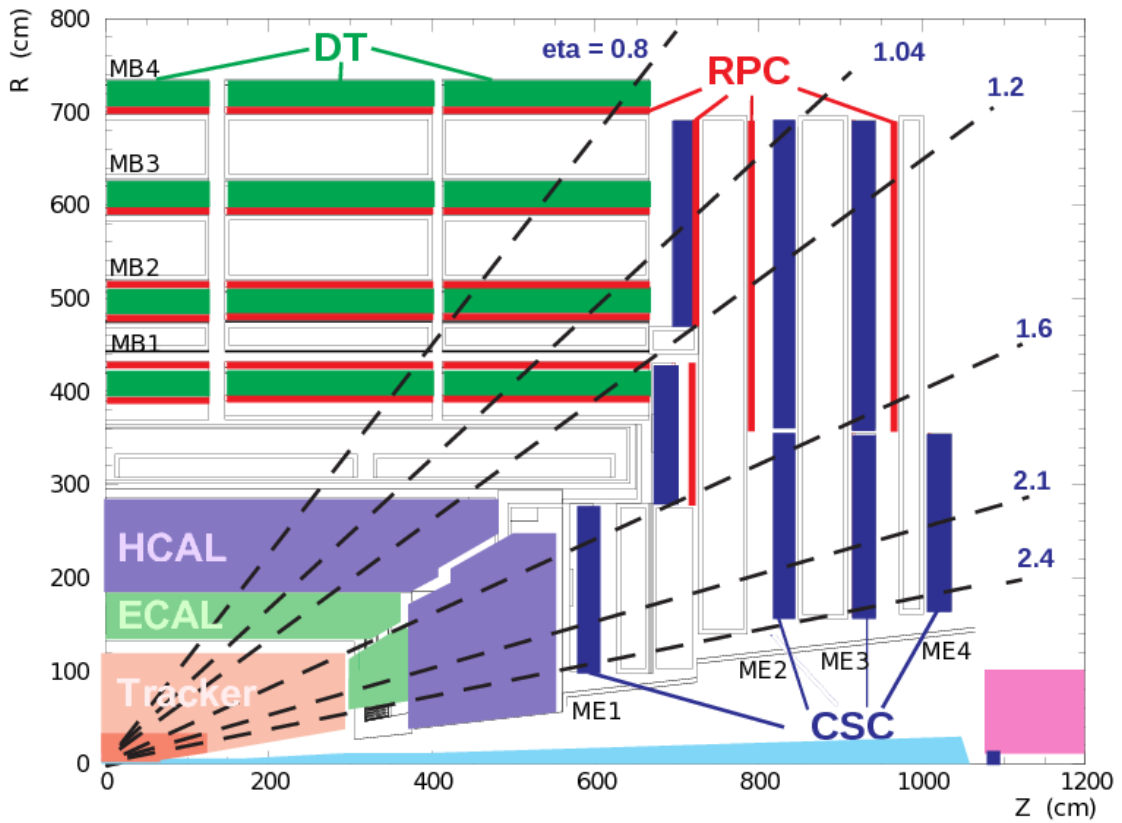 800
R (cm)
DT
eta = 0.8
1.04
RPC
1.2
MB4
700
MB3
600
MB2
500
MB1
1.6
400
300
2.1
HCAL
2.4
200
ECAL
100
Tracker
ME1
ME2
ME3
ME4
CSC
0
0
200
400
600
800
1000
1200
Z (cm)